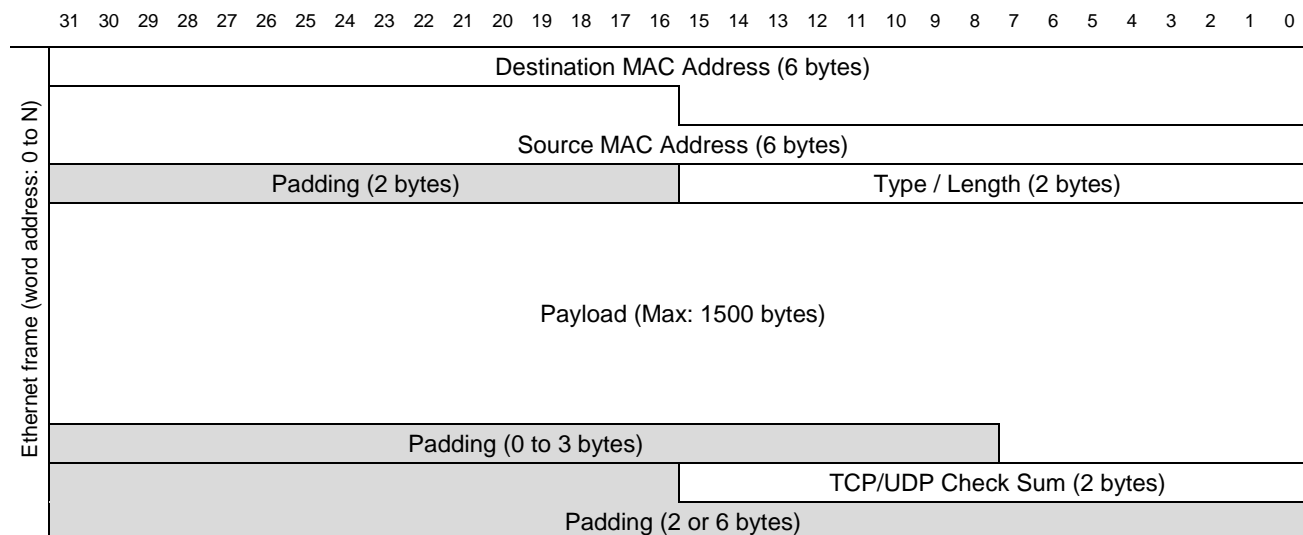 31 30 29 28 27 26 25 24 23 22 21 20 19 18 17 16 15 14 13 12 11 10 9 8 7 6 5 4 3 2 1 0
Ethernet frame (word address: 0 to N)
Destination MAC Address (6 bytes)
Source MAC Address (6 bytes)
Padding (2 bytes) Type / Length (2 bytes)
Payload (Max: 1500 bytes)
Padding (0 to 3 bytes)
TCP/UDP Check Sum (2 bytes)
Padding (2 or 6 bytes)